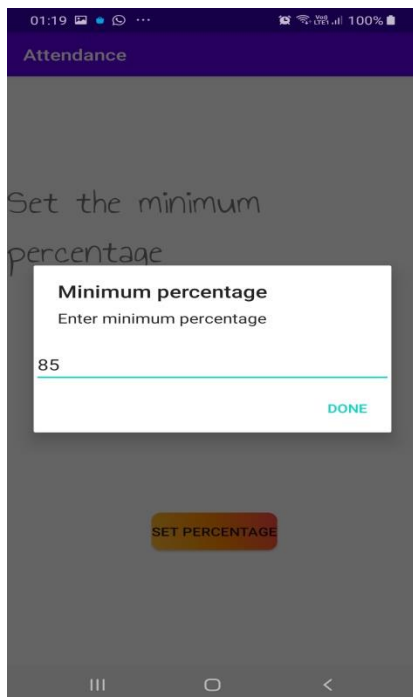 01:19 ... 100%
Attendance
Set the minimum
percentage
Minimum percentage
Enter minimum percentage
85
DONE
SET PERCENTAGE